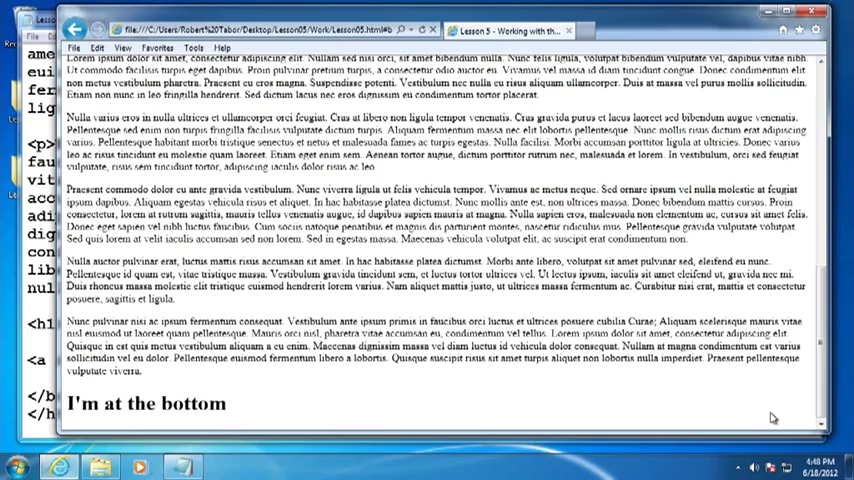 Lesson
file:///C:/Users/Robert%20Tabor/Desktop/Lesson05/Work/Lesson05.html#b
Lesson 5 - Working with th...
File Edit View Favorites Tools Help
Lorem ipsum dolor sit amet, consectetur adipiscing elit. Nullam sed nisi orci, sit amet bibendum nunc. Nunc felis ligula, volutpat bibendum volutpat vel, dapibus vitae nibh.
Ut commodo facilisis turpis eget dapibus. Proin pulvinar pretium turpis, a consectetur odio auctor eu. Vivamus vel massa id diam tincidunt congue. Donec condimentum elit
non metus vestibulum facilisis. Praesent eu eros magna. Suspendisse potenti. Vestibulum nec nulla eu risus aliquam ullamcorper. Duis at massa vel purus mollis sollicitudin.
Etiam non nunc in leo fringilla hendrerit. Sed dictum lacus nec eros elementum condimentum tortor placerat.
Nulla varius eros in nulla ultrices et ullamcorper orci feugiat. Cras at libero non ligula tempor venenatis. Cras gravida purus et lacus laoreet sed bibendum augue venenatis.
Pellentesque sed enim non turpis fringilla facilisis vulputate dictum turpis. Aliquam fermentum massa nec elit lobortis pellentesque. Nunc mollis risus dictum erat adipiscing
varius. Pellentesque habitant morbi tristique senectus et netus et malesuada fames ac turpis egestas. Nulla facilisi. Morbi accumsan porttitor ligula at ultricies. Donec vitae
leo ac risus tincidunt eu molestie quam iaculis. Etiam eget enim sem. Aenean tortor augue, dictum porttitor rutrum nec, malesuada et lorem. In vestibulum, orci sed feugiat
vulputate, risus sem tincidunt tortor, adipiscing iaculis dolor ac leo.
Praesent commodo dolor eu ante gravida vestibulum. Nunc viverra ligula ut felis vehicula tempor. Vivamus ac metus neque. Sed ornare ipsum vel nulla molestie at feugiat
ipsum dapibus. Aliquam egestas vehicula risus et aliquet. In hac habitasse platea dictumst. Nunc mollis ante est, non ultrices massa. Donec bibendum mattis cursus. Proin
consectetur, lorem at rutrum sagittis, mauris tellus venenatis augue, id dapibus sapien mauris at magna. Nulla sapien eros, malesuada non elementum ac, cursus sit amet felis.
Donec eget sapien vel nibh luctus faucibus. Cum sociis natoque penatibus et magnis dis parturient montes, nascetur ridiculus mus. Pellentesque gravida vulputate volutpat.
Sed quis lorem at velit iaculis accumsan sed non lorem. Sed in egestas massa. Maecenas vehicula volutpat elit, ac suscipit erat condimentum non.
Nulla auctor pulvinar erat, luctus mattis risus accumsan sit amet. In hac habitasse platea dictumst. Morbi ante libero, volutpat sit amet pulvinar sed, eleifend eu nunc.
Pellentesque id quam est, vitae tristique massa. Vestibulum gravida tincidunt sem, et luctus tortor ultrices vel. Ut lectus ipsum, iaculis sit amet eleifend ut, gravida nec mi.
Duis rhoncus massa molestie elit euismod hendrerit lorem varius. Nam aliquet mattis justo, ut ultrices massa fermentum ac. Curabitur nisi erat, mattis et consectetur
posuere, sagittis et ligula.
Nunc pulvinar nisi ac ipsum fermentum consequat. Vestibulum ante ipsum primis in faucibus orci luctus et ultrices posuere cubilia Curae; Aliquam scelerisque mauris vitae
nisl euismod ut laoreet quam pellentesque. Mauris orci nisl, pharetra vitae accumsan eu, condimentum vel tellus. Lorem ipsum dolor sit amet, consectetur adipiscing elit.
Quisque in est quis metus vestibulum aliquam a eu enim. Maecenas dignissim massa vel diam luctus id vehicula dolor consequat. Nullam at magna condimentum est varius
sollicitudin vel eu dolor. Pellentesque euismod fermentum libero a lobortis. Quisque suscipit risus sit amet turpis aliquet non lobortis nulla imperdiet. Praesent pellentesque
vulputate viverra.
I'm at the bottom
ame
eui
fer
lig
<p>
fau
vit
acc
adi
dig
con
lib
nul
<h1
<a
</b
</h
4:48 PM
6/18/2012